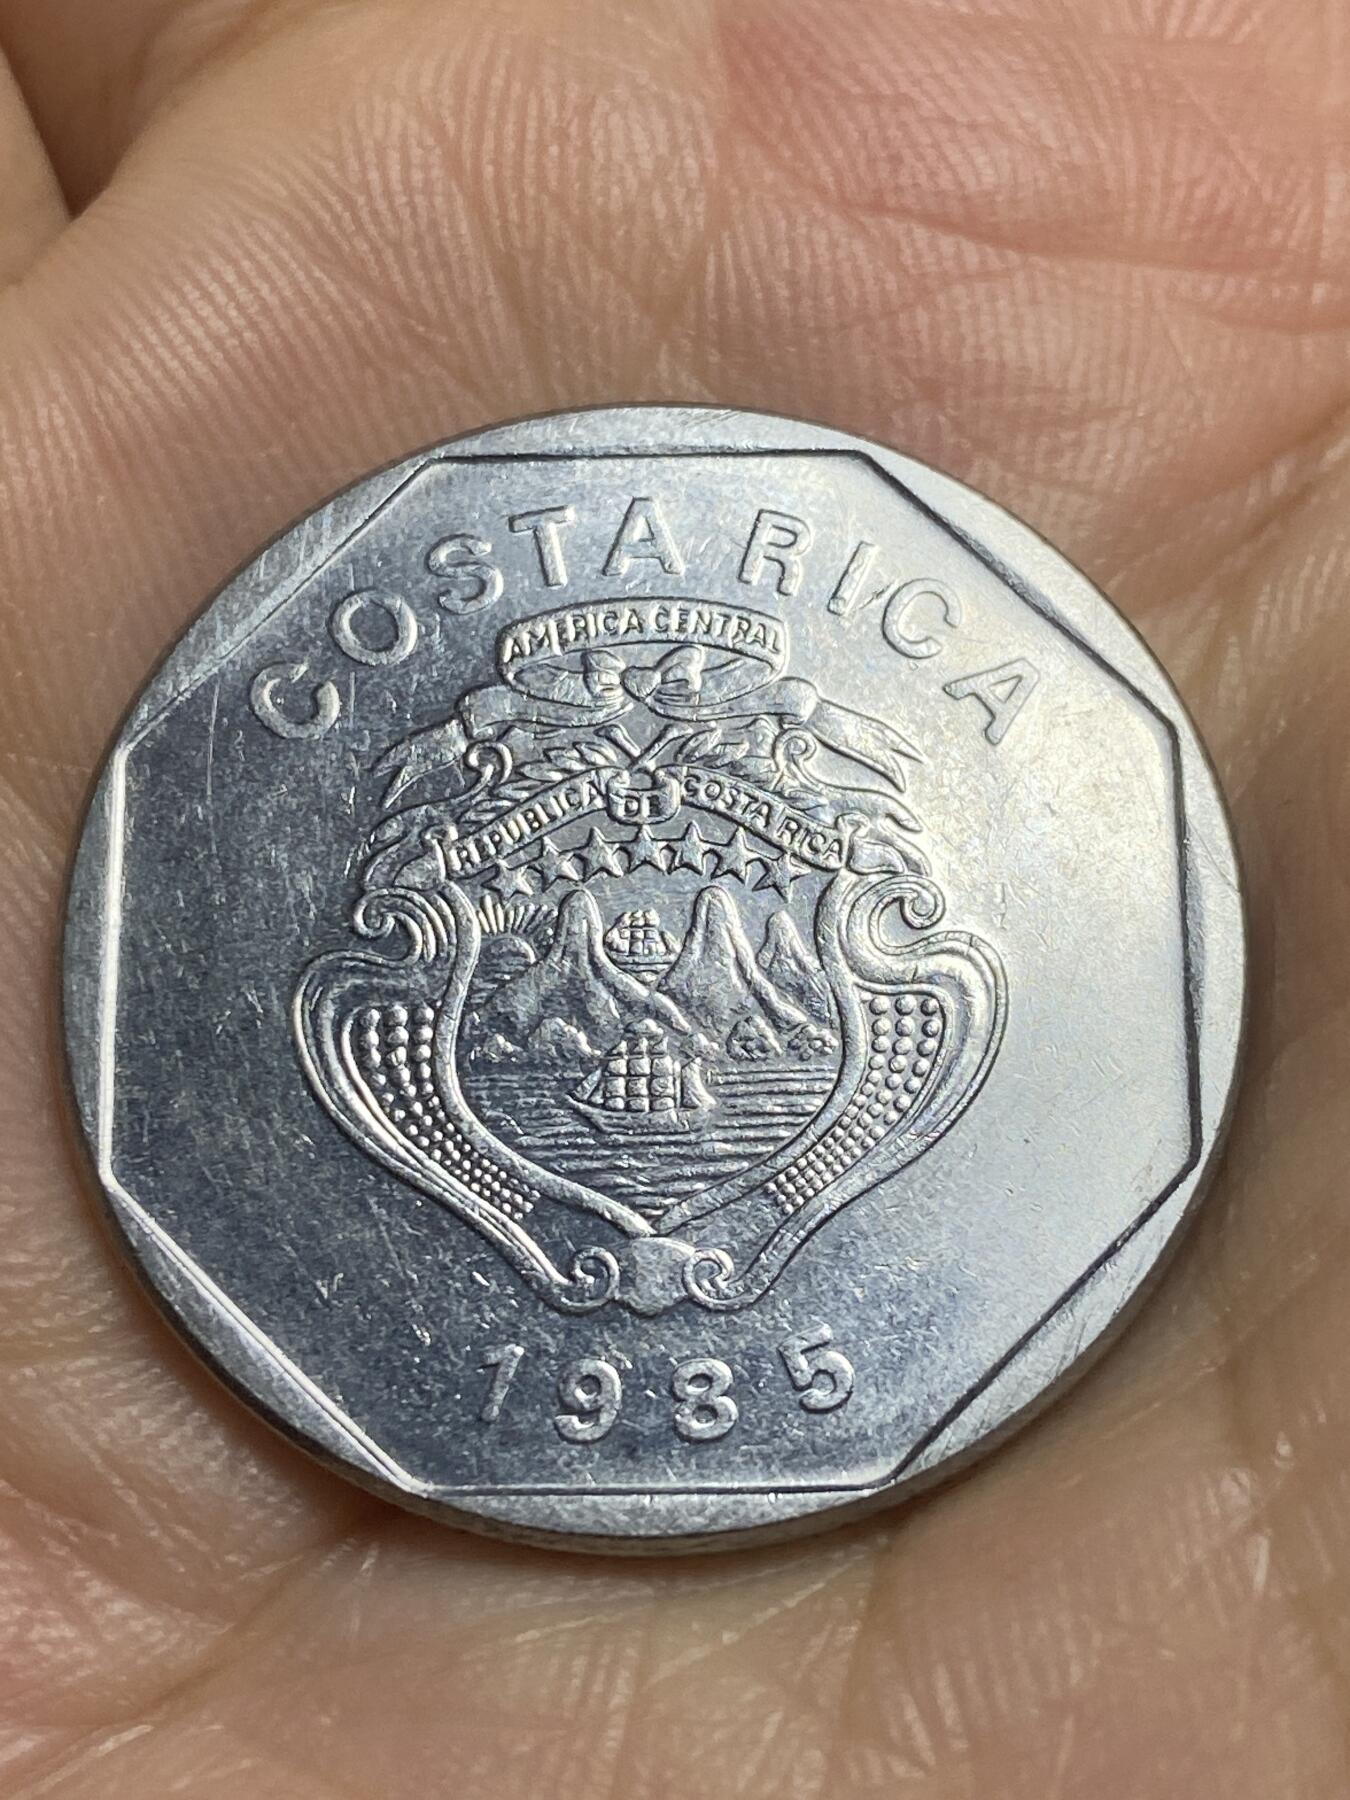 COSTA RICA
AMERICA CENTRAL
REPUBLICA DE COSTA RICA
1985